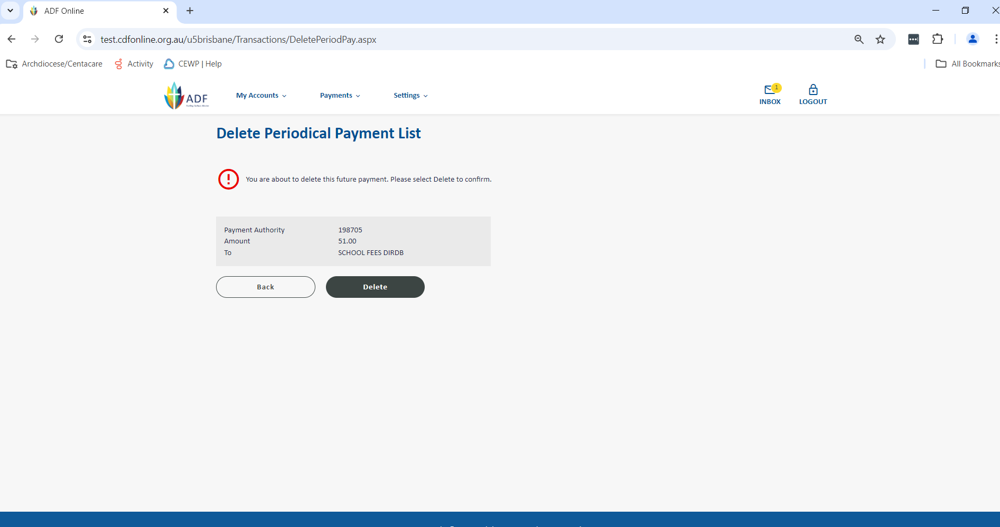 ADF Online
test.cdfonline.org.au/u5brisbane/Transactions/DeletePeriodPay.aspx
Archdiocese/Centacare
Activity
CEWP | Help
All Bookmarks
ADF
My Accounts
Payments
Settings
1
INBOX
LOGOUT
Delete Periodical Payment List
You are about to delete this future payment. Please select Delete to confirm.
Payment Authority 198705
Amount 51.00
To SCHOOL FEES DIRDB
Back
Delete